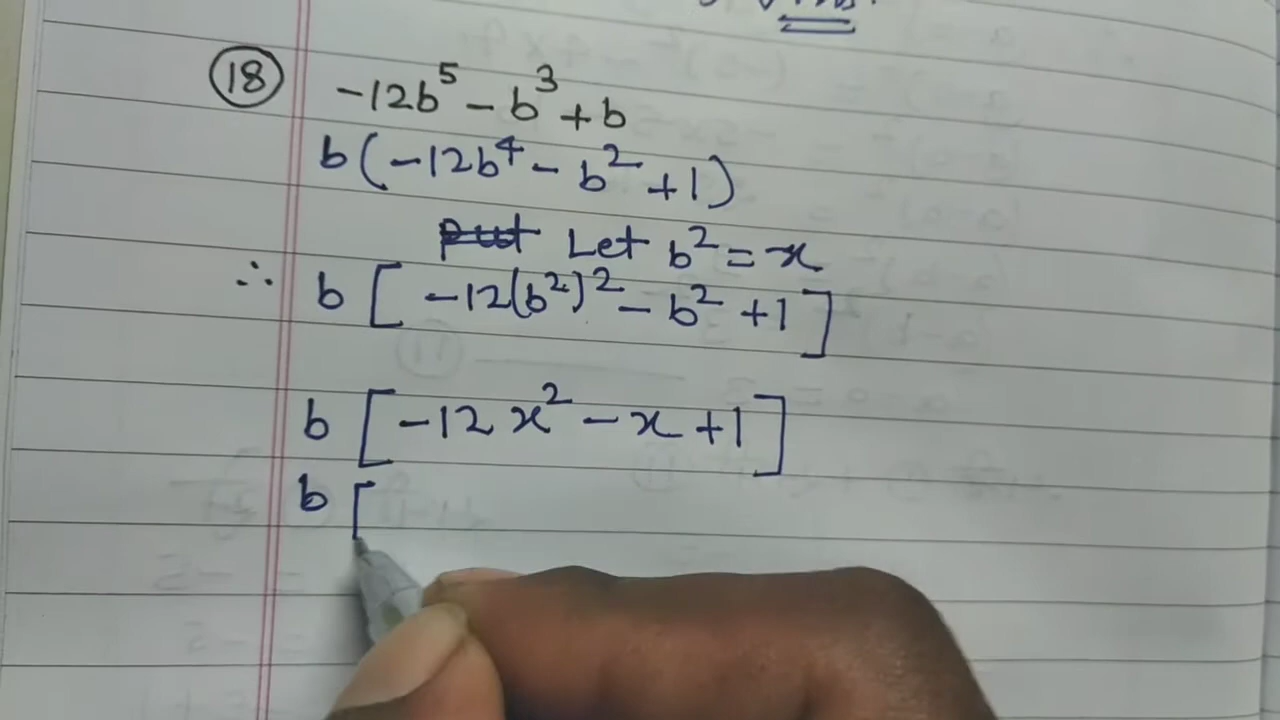 (18) -12b⁵ - b³ + b
b(-12b⁴ - b² + 1)
put Let b² = x
∴ b[-12(b²)² - b² + 1]
b[-12x² - x + 1]
b[